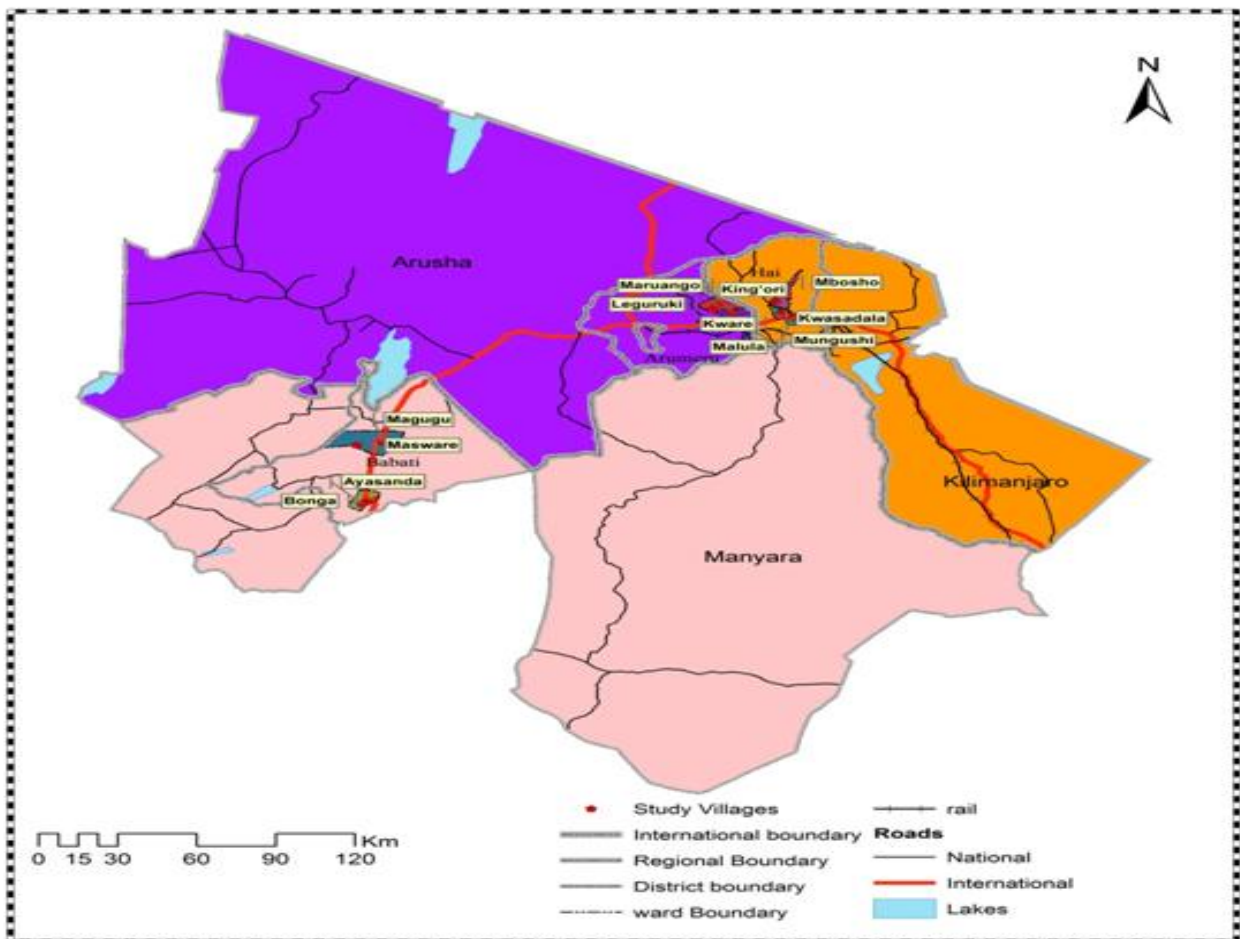 N
Arusha
Hai
Maruango
King'ori
Mbosho
Leguruki
Kware
Kwasadala
Malula
Mungushi
Arumeru
Magugu
Masware
Babati
Ayasanda
Bonga
Kilimanjaro
Manyara
Study Villages
International boundary
Regional Boundary
District boundary
ward Boundary
rail
Roads
National
International
Lakes
Km
0 15 30 60 90 120